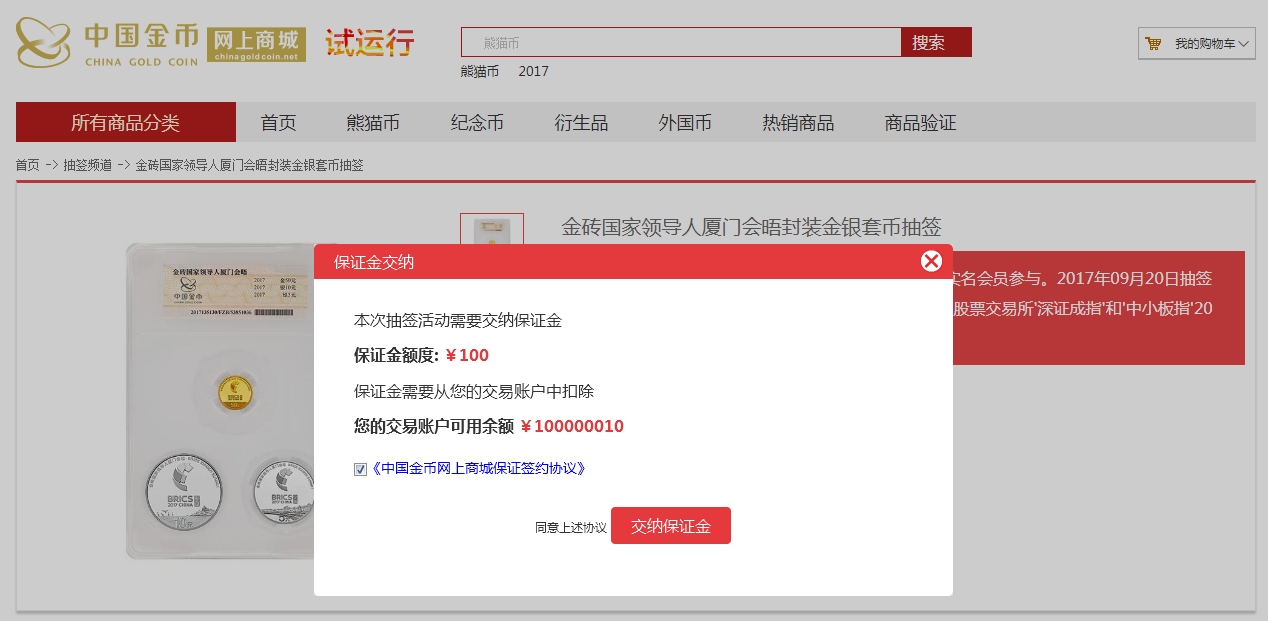 中国金币
CHINA GOLD COIN
网上商城
chinagoldcoin.net
试运行
熊猫币
搜索
熊猫币 2017
我的购物车
所有商品分类 首页 熊猫币 纪念币 衍生品 外国币 热销商品 商品验证
首页 -> 抽签频道 -> 金砖国家领导人厦门会晤封装金银套币抽签
金砖国家领导人厦门会晤封装金银套币抽签
实名会员参与。2017年09月20日抽签
股票交易所'深证成指'和'中小板指'20
保证金交纳
本次抽签活动需要交纳保证金
保证金额度: ￥100
保证金需要从您的交易账户中扣除
您的交易账户可用余额 ￥100000010
《中国金币网上商城保证签约协议》
同意上述协议 交纳保证金
金砖国家领导人厦门会晤
中国金币
2017
2017
2017
BRICS
2017 CHINA
10元
BRICS
2017 CHINA